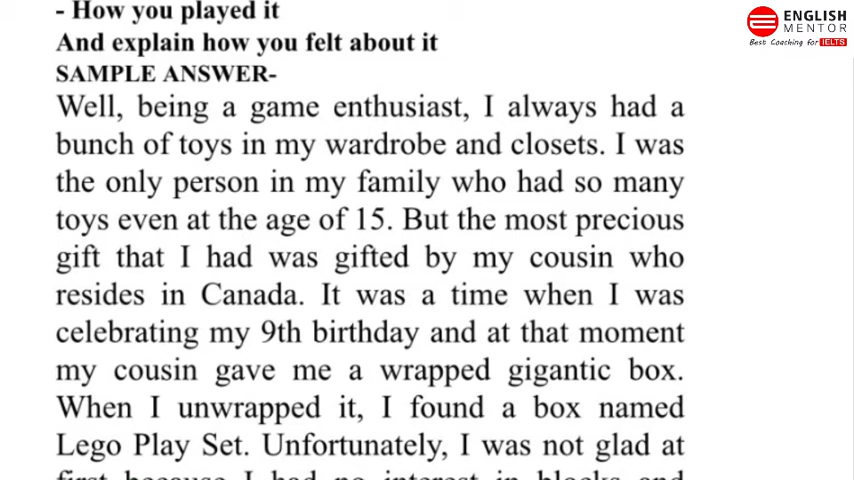 - How you played it
And explain how you felt about it
SAMPLE ANSWER-
Well, being a game enthusiast, I always had a
bunch of toys in my wardrobe and closets. I was
the only person in my family who had so many
toys even at the age of 15. But the most precious
gift that I had was gifted by my cousin who
resides in Canada. It was a time when I was
celebrating my 9th birthday and at that moment
my cousin gave me a wrapped gigantic box.
When I unwrapped it, I found a box named
Lego Play Set. Unfortunately, I was not glad at
first because I had no interest in blocks and
ENGLISH
MENTOR
Best Coaching for IELTS